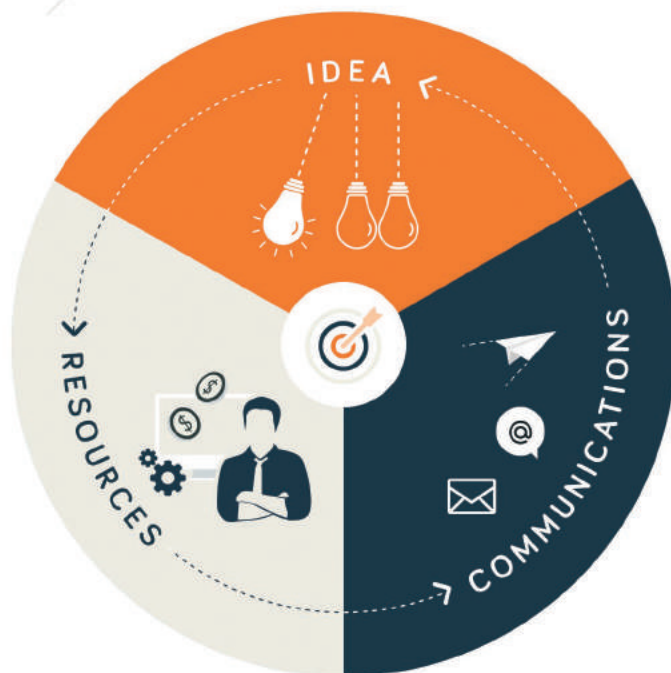 IDEA
RESOURCES
$
$
@
COMMUNICATIONS